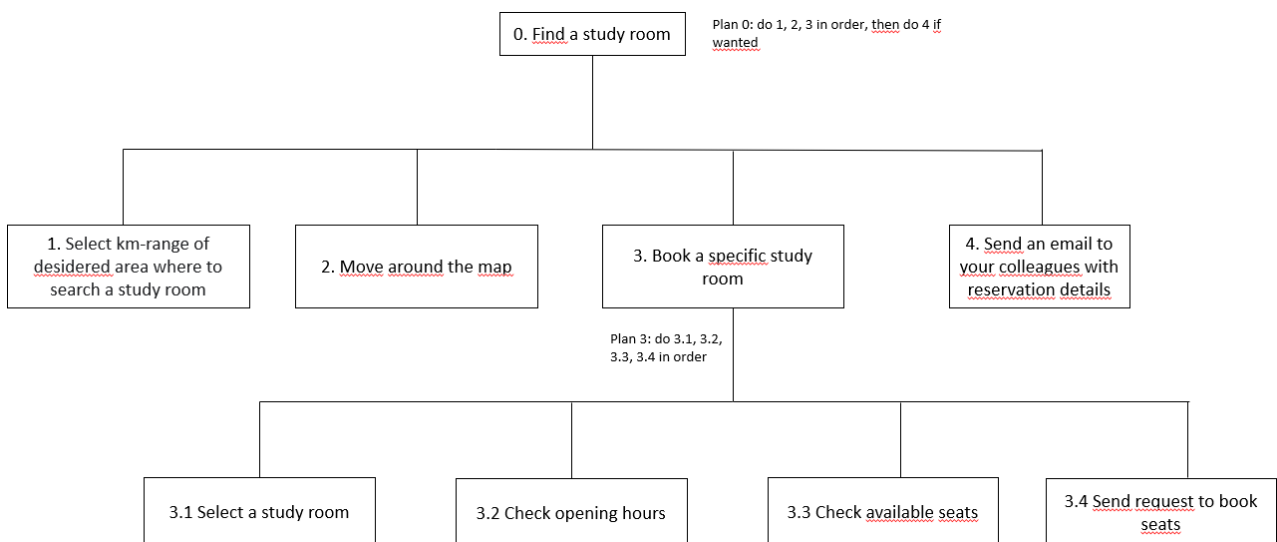 0. Find a study room
Plan 0: do 1, 2, 3 in order, then do 4 if
wanted
1. Select km-range of
desidered area where to
search a study room
2. Move around the map
3. Book a specific study
room
4. Send an email to
your colleagues with
reservation details
Plan 3: do 3.1, 3.2,
3.3, 3.4 in order
3.1 Select a study room
3.2 Check opening hours
3.3 Check available seats
3.4 Send request to book
seats